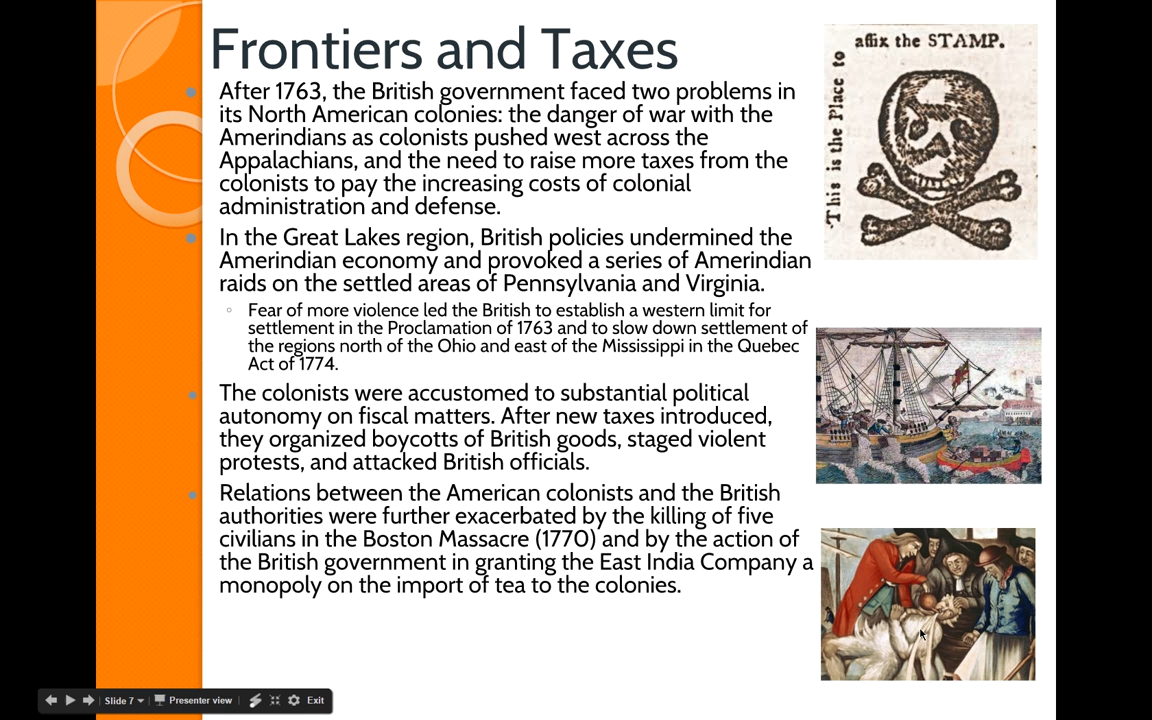 Frontiers and Taxes
After 1763, the British government faced two problems in
its North American colonies: the danger of war with the
Amerindians as colonists pushed west across the
Appalachians, and the need to raise more taxes from the
colonists to pay the increasing costs of colonial
administration and defense.
In the Great Lakes region, British policies undermined the
Amerindian economy and provoked a series of Amerindian
raids on the settled areas of Pennsylvania and Virginia.
Fear of more violence led the British to establish a western limit for
settlement in the Proclamation of 1763 and to slow down settlement of
the regions north of the Ohio and east of the Mississippi in the Quebec
Act of 1774.
The colonists were accustomed to substantial political
autonomy on fiscal matters. After new taxes introduced,
they organized boycotts of British goods, staged violent
protests, and attacked British officials.
Relations between the American colonists and the British
authorities were further exacerbated by the killing of five
civilians in the Boston Massacre (1770) and by the action of
the British government in granting the East India Company a
monopoly on the import of tea to the colonies.
This is the Place to
affix the STAMP.
Slide 7
Presenter view
Exit